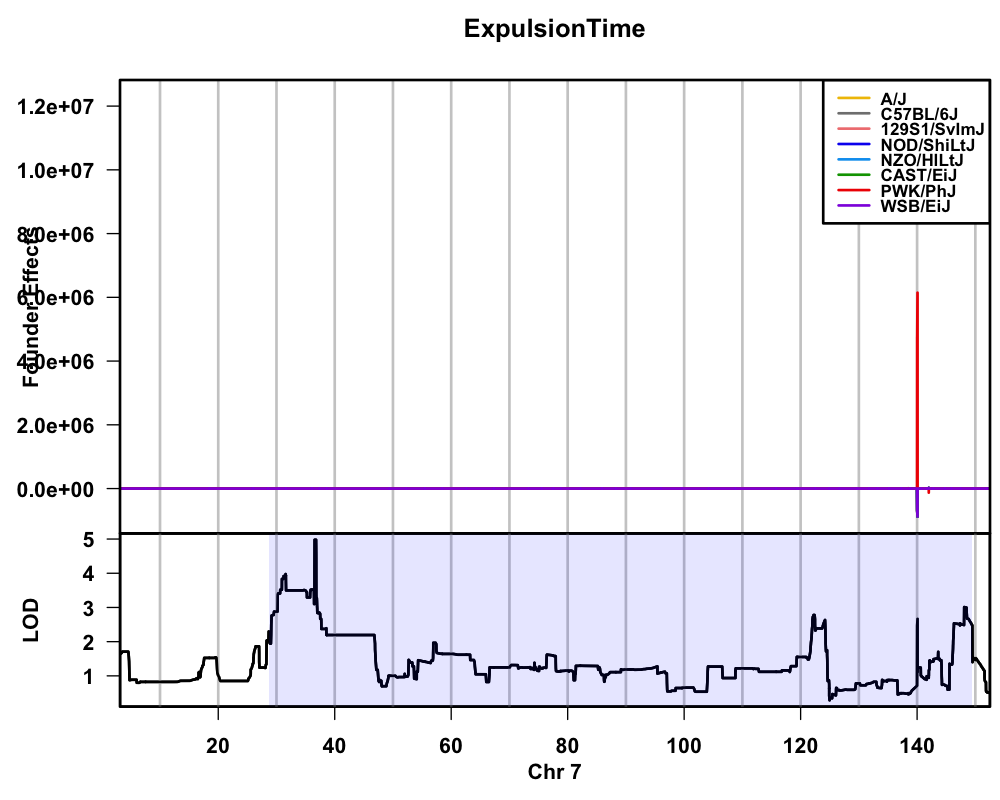 ExpulsionTime
1.2e+07
1.0e+07
8.0e+06
6.0e+06
4.0e+06
2.0e+06
0.0e+00
Founder Effects
A/J
C57BL/6J
129S1/SvImJ
NOD/ShiLtJ
NZO/HlLtJ
CAST/EiJ
PWK/PhJ
WSB/EiJ
5
4
3
2
1
LOD
20 40 60 80 100 120 140
Chr 7